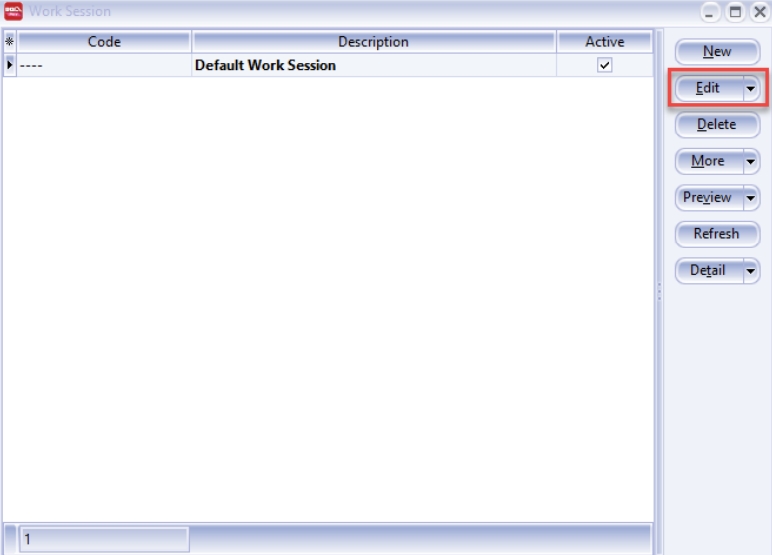 Work Session
Code Description Active
---- Default Work Session
New
Edit
Delete
More
Preview
Refresh
Detail
1